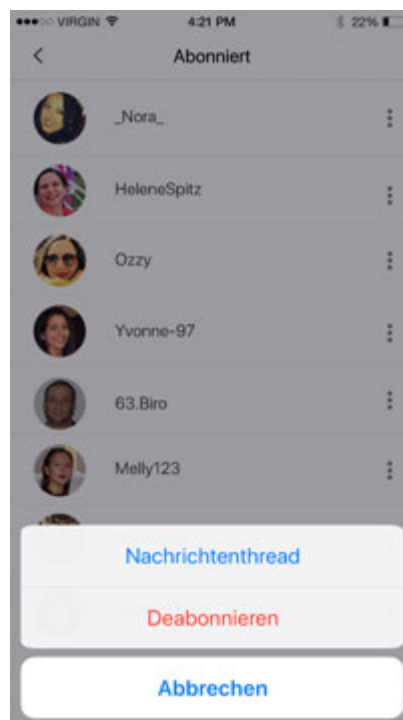 VIRGIN 4:21 PM 22%
Abonniert
_Nora_
HeleneSpitz
Ozzy
Yvonne-97
63.Biro
Melly123
Nachrichtenthread
Deabonnieren
Abbrechen